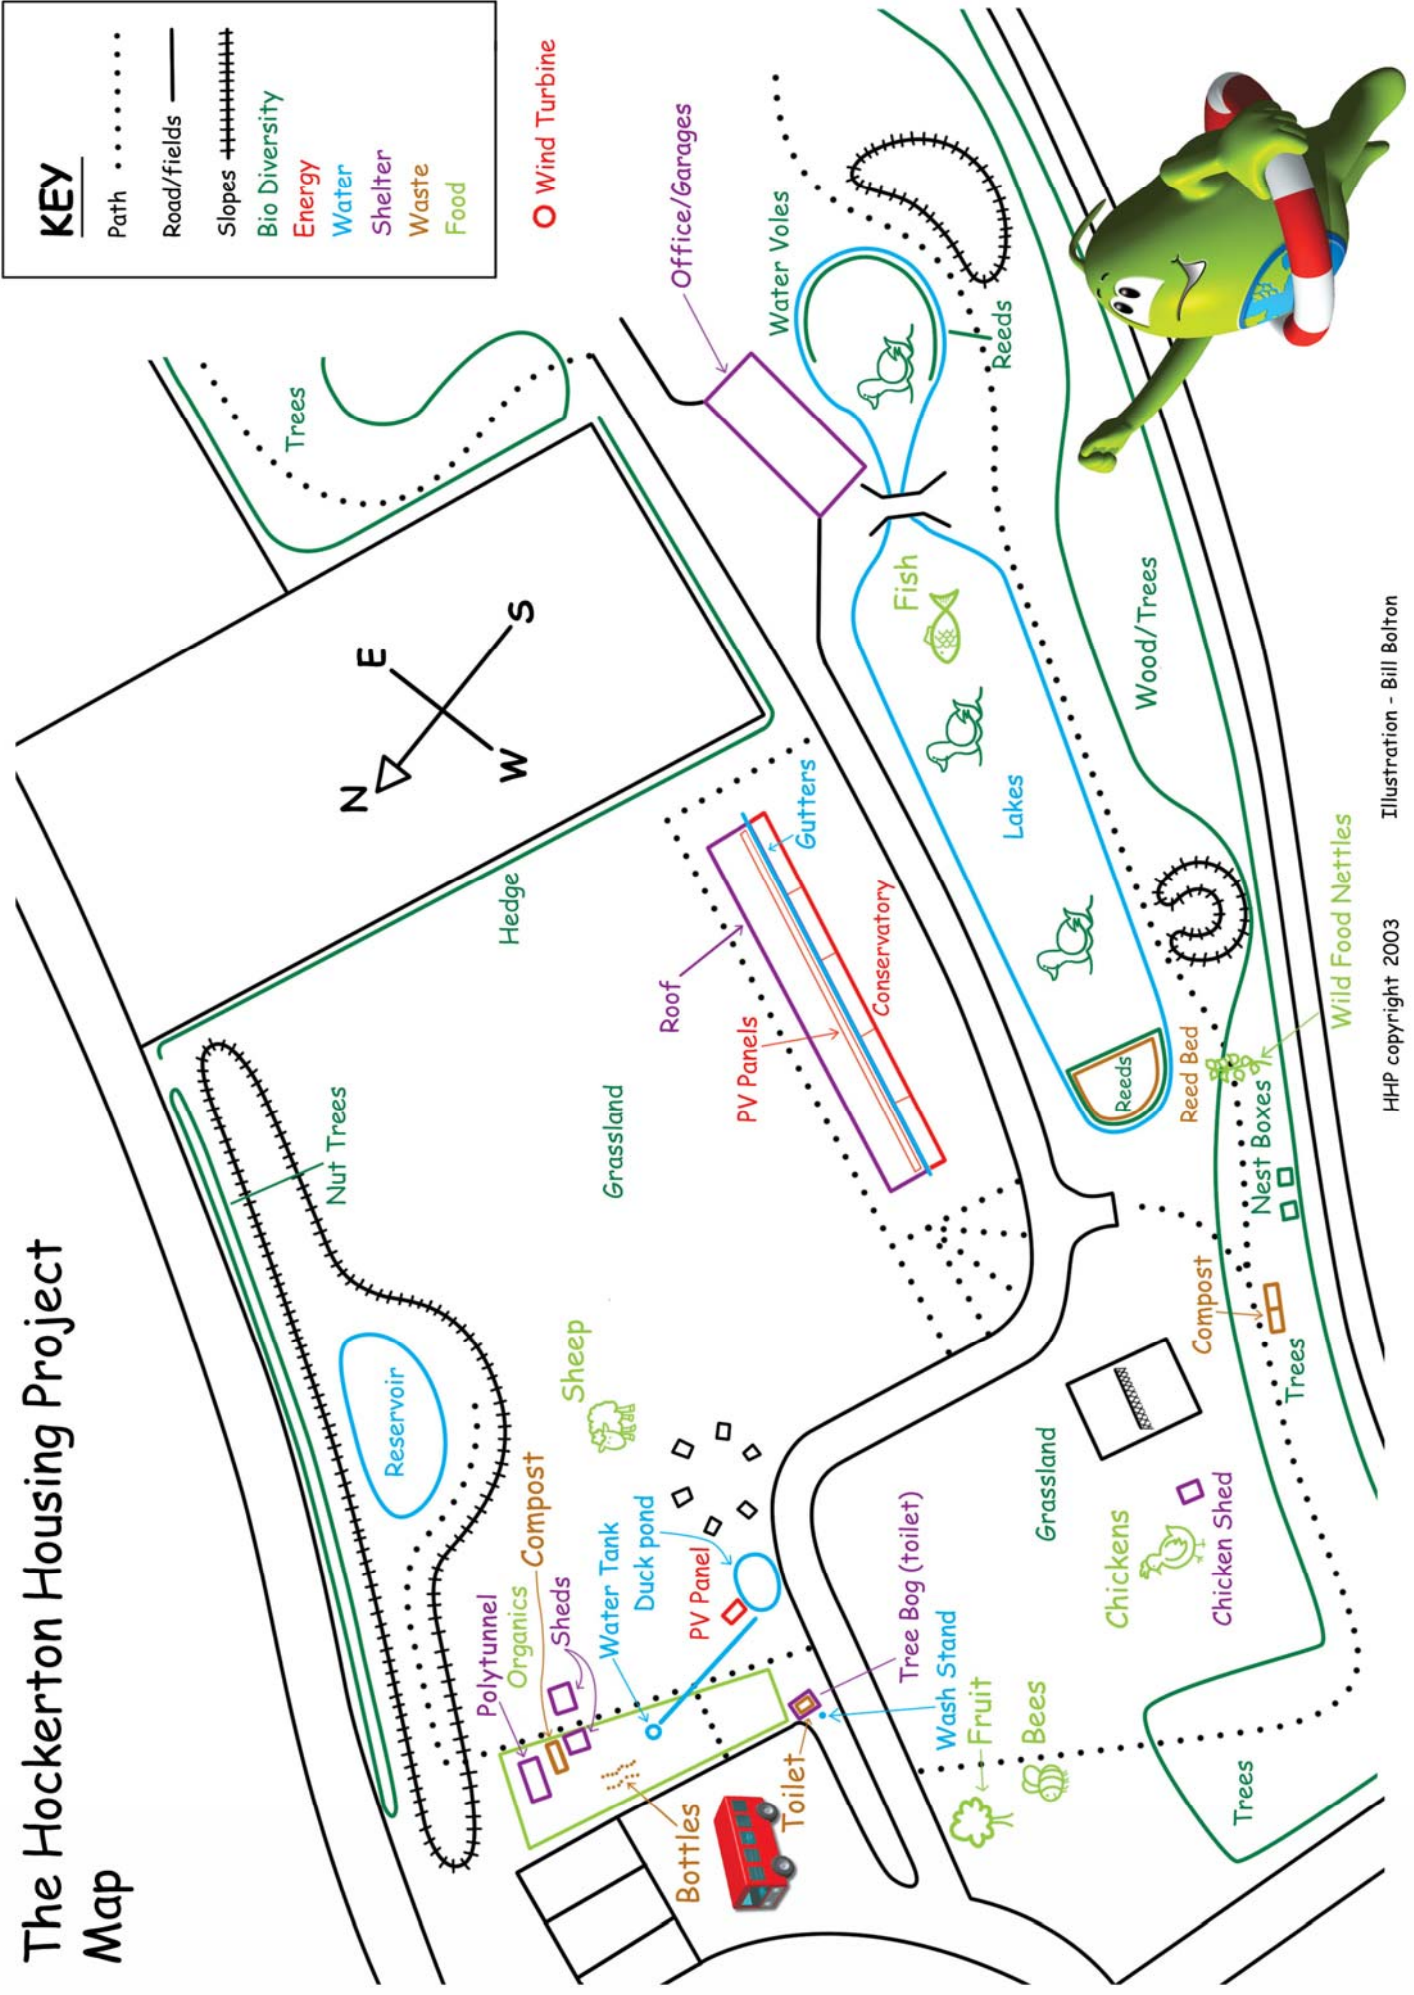 The Hockerton Housing Project
Map
KEY
Path
Road/fields
Slopes
Bio Diversity
Energy
Water
Shelter
Waste
Food
Wind Turbine
Trees
Office/Garages
Water Voles
Reeds
N
E
S
W
Hedge
Nut Trees
Reservoir
Grassland
Sheep
Roof
PV Panels
Gutters
Conservatory
Fish
Lakes
Wood/Trees
Reeds
Reed Bed
Wild Food Nettles
Nest Boxes
Compost
Trees
Polytunnel
Organics
Compost
Sheds
Water Tank
Duck pond
PV Panel
Bottles
Toilet
Tree Bog (toilet)
Wash Stand
Fruit
Bees
Grassland
Chickens
Chicken Shed
Trees
HHP copyright 2003
Illustration - Bill Bolton